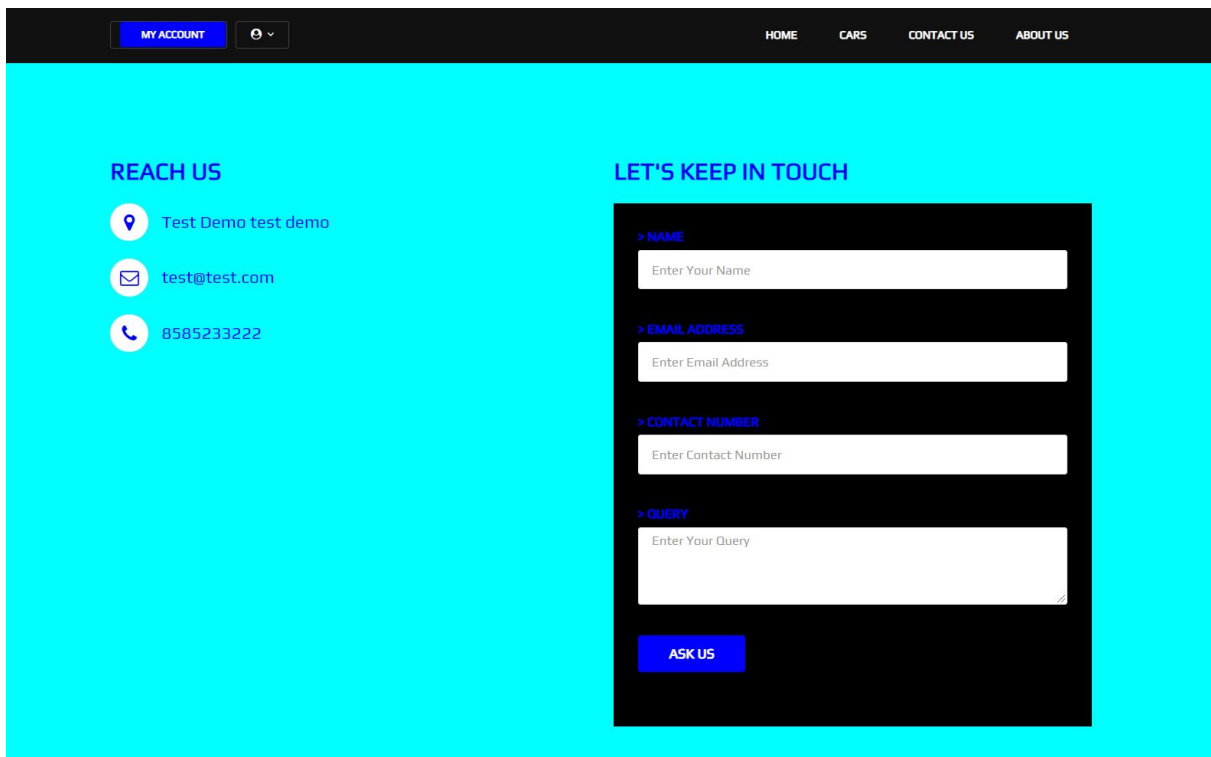 MY ACCOUNT
HOME CARS CONTACT US ABOUT US
REACH US
Test Demo test demo
test@test.com
8585233222
LET'S KEEP IN TOUCH
> NAME
Enter Your Name
> EMAIL ADDRESS
Enter Email Address
> CONTACT NUMBER
Enter Contact Number
> QUERY
Enter Your Query
ASK US